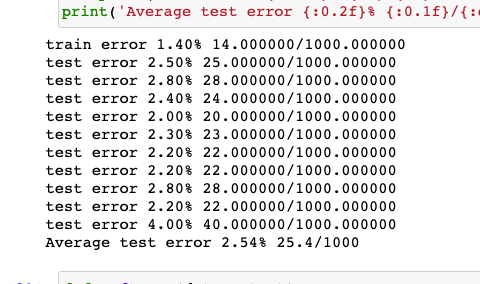 print('Average test error {:0.2f}% {:0.1f}/{:
train error 1.40% 14.000000/1000.000000
test error 2.50% 25.000000/1000.000000
test error 2.80% 28.000000/1000.000000
test error 2.40% 24.000000/1000.000000
test error 2.00% 20.000000/1000.000000
test error 2.30% 23.000000/1000.000000
test error 2.20% 22.000000/1000.000000
test error 2.20% 22.000000/1000.000000
test error 2.80% 28.000000/1000.000000
test error 2.20% 22.000000/1000.000000
test error 4.00% 40.000000/1000.000000
Average test error 2.54% 25.4/1000